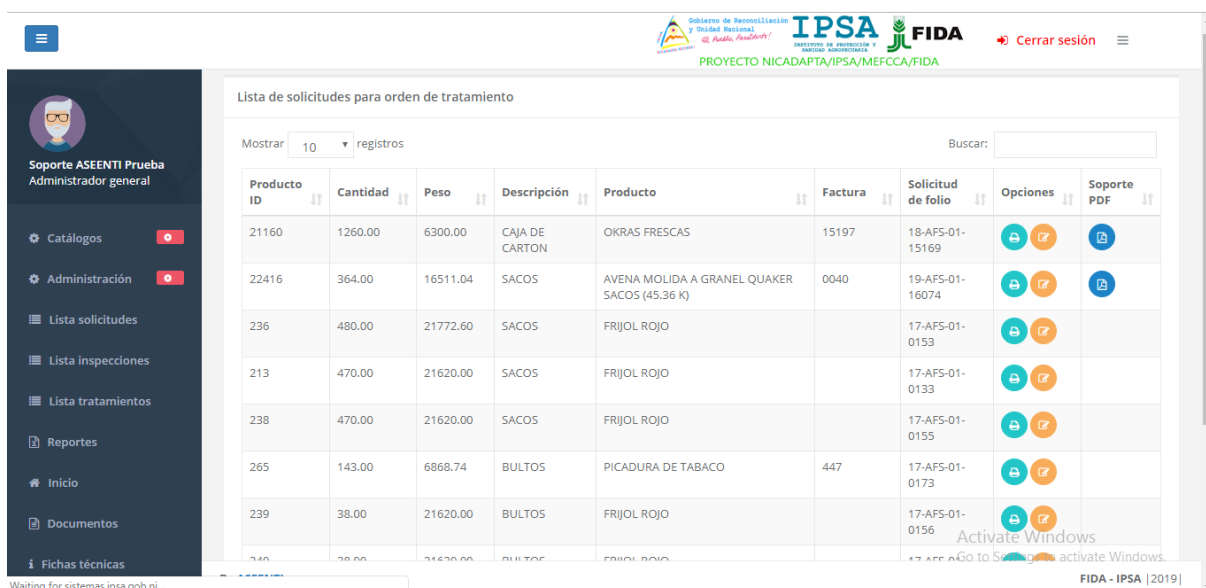 Gobierno de Reconciliación
y Unidad Nacional
El Pueblo, Presidente!
IPSA
INSTITUTO DE PROTECCIÓN Y
SANIDAD AGROPECUARIA
FIDA
PROYECTO NICADAPTA/IPSA/MEFCCA/FIDA
Cerrar sesión
Soporte ASEENTI Prueba
Administrador general
Catálogos
Administración
Lista solicitudes
Lista inspecciones
Lista tratamientos
Reportes
Inicio
Documentos
Fichas técnicas
Lista de solicitudes para orden de tratamiento
Mostrar 10 registros
Buscar:
Producto ID Cantidad Peso Descripción Producto Factura Solicitud de folio Opciones Soporte PDF
21160 1260.00 6300.00 CAJA DE CARTON OKRAS FRESCAS 15197 18-AFS-01-15169
22416 364.00 16511.04 SACOS AVENA MOLIDA A GRANEL QUAKER SACOS (45.36 K) 0040 19-AFS-01-16074
236 480.00 21772.60 SACOS FRIJOL ROJO 17-AFS-01-0153
213 470.00 21620.00 SACOS FRIJOL ROJO 17-AFS-01-0133
238 470.00 21620.00 SACOS FRIJOL ROJO 17-AFS-01-0155
265 143.00 6868.74 BULTOS PICADURA DE TABACO 447 17-AFS-01-0173
239 38.00 21620.00 BULTOS FRIJOL ROJO 17-AFS-01-0156
Activate Windows
Go to Settings to activate Windows.
FIDA - IPSA |2019|
Waiting for sistemas.ipsa.gob.ni